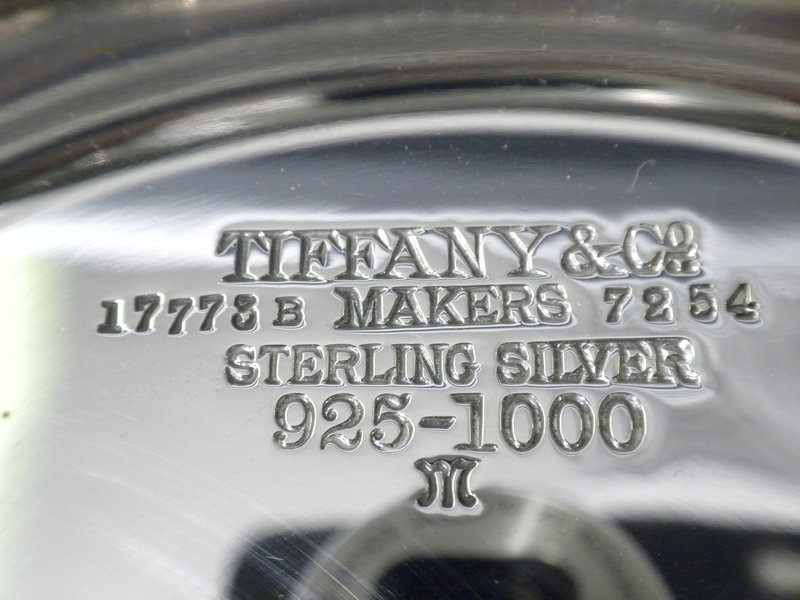 TIFFANY & Co.
17773 B MAKERS 7254
STERLING SILVER
925-1000
M